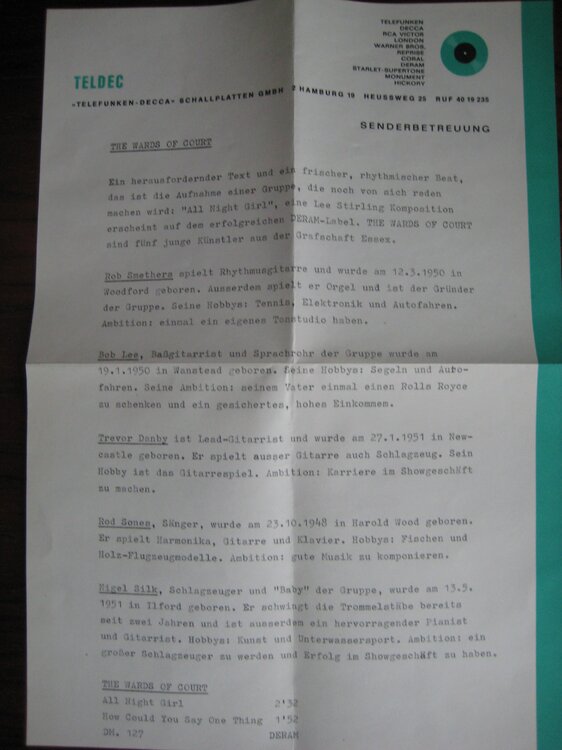 TELEFUNKEN
DECCA
RCA VICTOR
LONDON
WARNER BROS.
REPRISE
CORAL
DERAM
STARLET-SUPERTONE
MONUMENT
HICKORY
TELDEC
»TELEFUNKEN-DECCA« SCHALLPLATTEN GMBH 2 HAMBURG 19 HEUSSWEG 25 RUF 40 19 235
SENDERBETREUUNG
THE WARDS OF COURT
Ein herausfordernder Text und ein frischer, rhythmischer Beat,
das ist die Aufnahme einer Gruppe, die noch von sich reden
machen wird: "All Night Girl", eine Lee Stirling Komposition
erscheint auf dem erfolgreichen DERAM-Label. THE WARDS OF COURT
sind fünf junge Künstler aus der Grafschaft Essex.
Rob Smethers spielt Rhythmusgitarre und wurde am 12.3.1950 in
Woodford geboren. Ausserdem spielt er Orgel und ist der Gründer
der Gruppe. Seine Hobbys: Tennis, Elektronik und Autofahren.
Ambition: einmal ein eigenes Tonstudio haben.
Bob Lee, Baßgitarrist und Sprachrohr der Gruppe wurde am
19.1.1950 in Wanstead geboren. Seine Hobbys: Segeln und Auto-
fahren. Seine Ambition: seinem Vater einmal einen Rolls Royce
zu schenken und ein gesichertes, hohes Einkommem.
Trevor Danby ist Lead-Gitarrist und wurde am 27.1.1951 in New-
castle geboren. Er spielt ausser Gitarre auch Schlagzeug. Sein
Hobby ist das Gitarrespiel. Ambition: Karriere im Showgeschäft
zu machen.
Rod Sones, Sänger, wurde am 23.10.1948 in Harold Wood geboren.
Er spielt Harmonika, Gitarre und Klavier. Hobbys: Fischen und
Holz-Flugzeugmodelle. Ambition: gute Musik zu komponieren.
Nigel Silk, Schlagzeuger und "Baby" der Gruppe, wurde am 13.5.
1951 in Ilford geboren. Er schwingt die Trommelstäbe bereits
seit zwei Jahren und ist ausserdem ein hervorragender Pianist
und Gitarrist. Hobbys: Kunst und Unterwassersport. Ambition: ein
großer Schlagzeuger zu werden und Erfolg im Showgeschäft zu haben.
THE WARDS OF COURT
All Night Girl 2'32
How Could You Say One Thing 1'52
DM. 127 DERAM